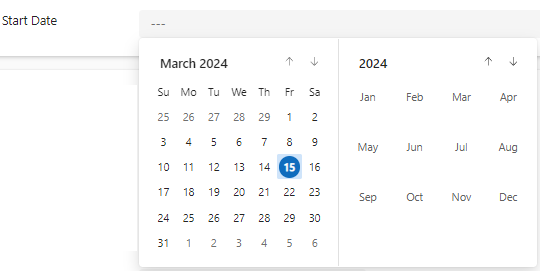 Start Date
---
March 2024
Su Mo Tu We Th Fr Sa
25 26 27 28 29 1 2
3 4 5 6 7 8 9
10 11 12 13 14 15 16
17 18 19 20 21 22 23
24 25 26 27 28 29 30
31 1 2 3 4 5 6
2024
Jan Feb Mar Apr
May Jun Jul Aug
Sep Oct Nov Dec